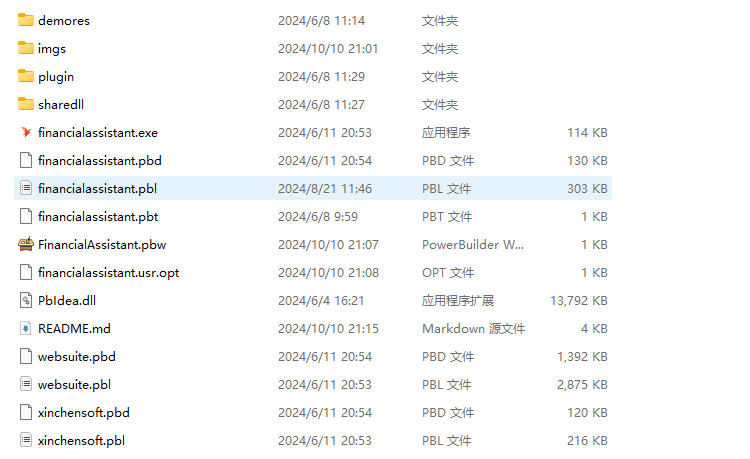 demores 2024/6/8 11:14 文件夹
imgs 2024/10/10 21:01 文件夹
plugin 2024/6/8 11:29 文件夹
sharedll 2024/6/8 11:27 文件夹
financialassistant.exe 2024/6/11 20:53 应用程序 114 KB
financialassistant.pbd 2024/6/11 20:54 PBD 文件 130 KB
financialassistant.pbl 2024/8/21 11:46 PBL 文件 303 KB
financialassistant.pbt 2024/6/8 9:59 PBT 文件 1 KB
FinancialAssistant.pbw 2024/10/10 21:07 PowerBuilder W... 1 KB
financialassistant.usr.opt 2024/10/10 21:08 OPT 文件 1 KB
PbIdea.dll 2024/6/4 16:21 应用程序扩展 13,792 KB
README.md 2024/10/10 21:15 Markdown 源文件 4 KB
websuite.pbd 2024/6/11 20:54 PBD 文件 1,392 KB
websuite.pbl 2024/6/11 20:53 PBL 文件 2,875 KB
xinchensoft.pbd 2024/6/11 20:54 PBD 文件 120 KB
xinchensoft.pbl 2024/6/11 20:53 PBL 文件 216 KB